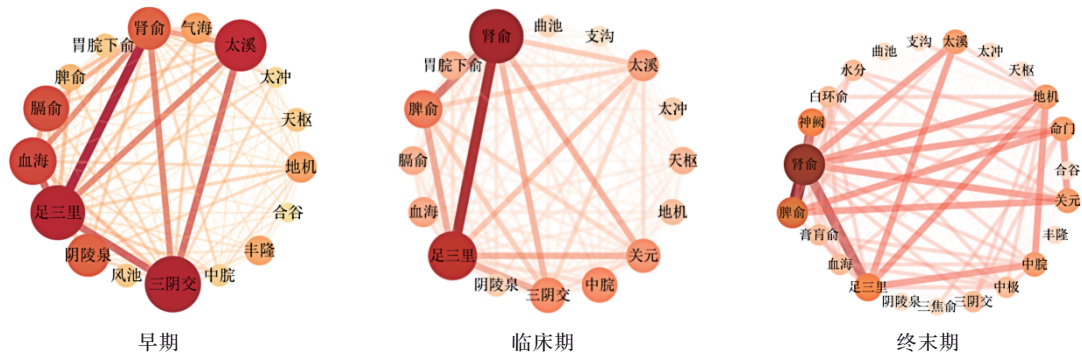 肾俞
气海
太溪
太冲
天枢
地机
合谷
丰隆
中脘
三阴交
风池
阴陵泉
足三里
血海
膈俞
脾俞
胃脘下俞
早期
肾俞
曲池
支沟
太溪
太冲
天枢
地机
关元
中脘
三阴交
阴陵泉
足三里
血海
膈俞
脾俞
胃脘下俞
临床期
太溪
太冲
天枢
地机
命门
合谷
关元
丰隆
中脘
中极
三阴交
三焦俞
阴陵泉
足三里
血海
膏肓俞
脾俞
肾俞
神阙
白环俞
水分
曲池
支沟
终末期